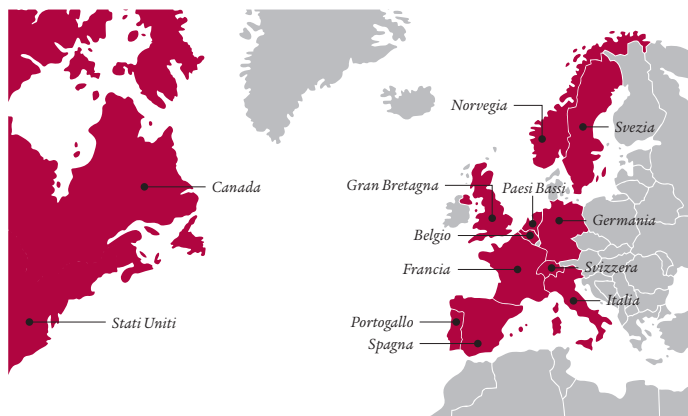 Norvegia
Svezia
Canada
Gran Bretagna
Paesi Bassi
Germania
Belgio
Francia
Svizzera
Italia
Stati Uniti
Portogallo
Spagna